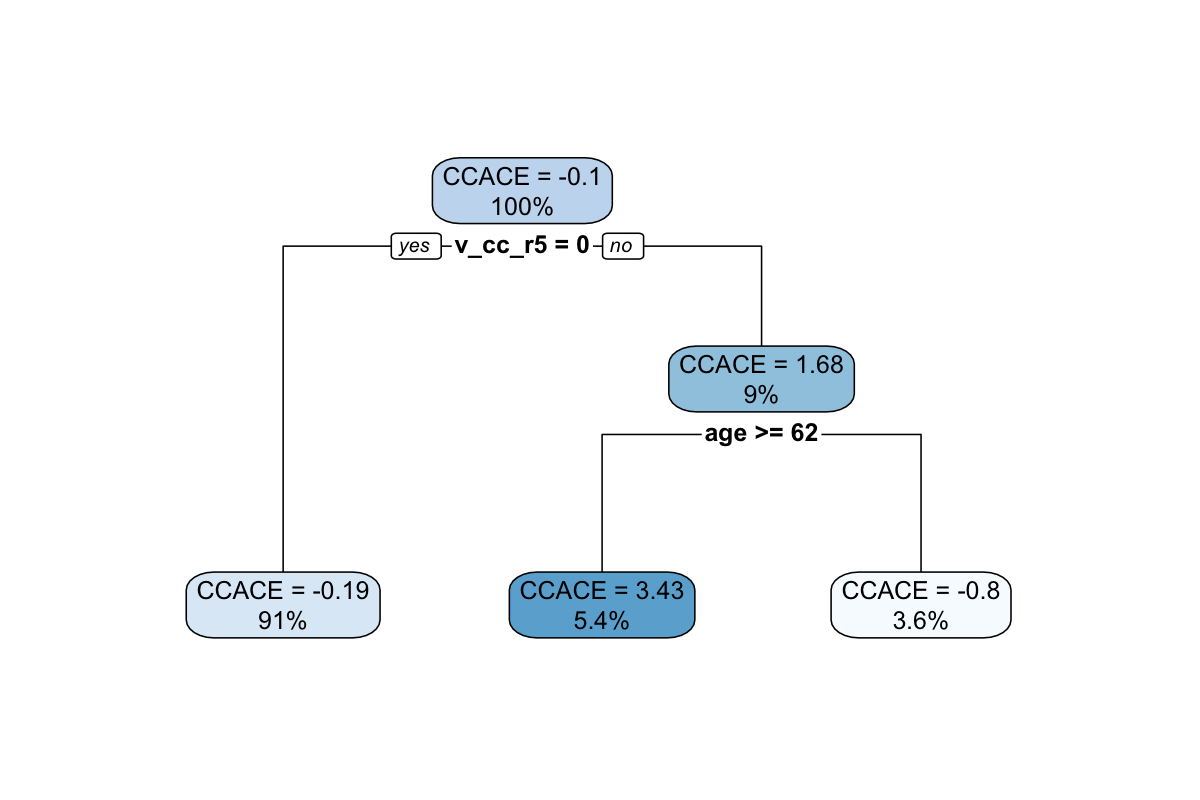 CCACE = -0.1
100%
yes v_cc_r5 = 0 no
CCACE = 1.68
9%
age >= 62
CCACE = -0.19
91%
CCACE = 3.43
5.4%
CCACE = -0.8
3.6%